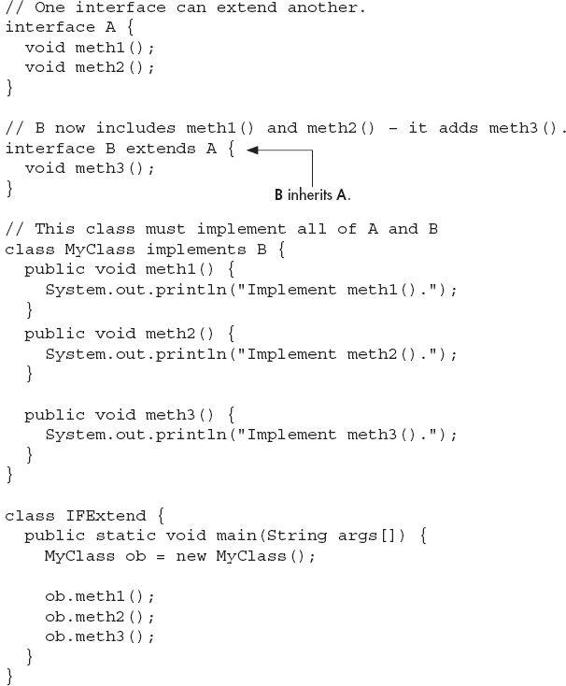 // One interface can extend another.
interface A {
  void meth1();
  void meth2();
}

// B now includes meth1() and meth2() – it adds meth3().
interface B extends A {
  void meth3();
}
B inherits A.

// This class must implement all of A and B
class MyClass implements B {
  public void meth1() {
    System.out.println("Implement meth1().");
  }
  public void meth2() {
    System.out.println("Implement meth2().");
  }

  public void meth3() {
    System.out.println("Implement meth3().");
  }
}

class IFExtend {
  public static void main(String args[]) {
    MyClass ob = new MyClass();

    ob.meth1();
    ob.meth2();
    ob.meth3();
  }
}